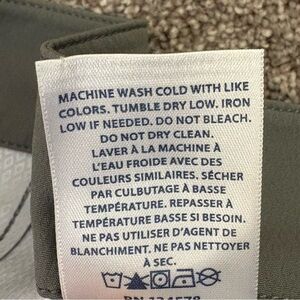 MACHINE WASH COLD WITH LIKE
COLORS. TUMBLE DRY LOW. IRON
LOW IF NEEDED. DO NOT BLEACH.
DO NOT DRY CLEAN.
LAVER À LA MACHINE À
L'EAU FROIDE AVEC DES
COULEURS SIMILAIRES. SÉCHER
PAR CULBUTAGE À BASSE
TEMPÉRATURE. REPASSER À
TEMPÉRATURE BASSE SI BESOIN.
NE PAS UTILISER D'AGENT DE
BLANCHIMENT. NE PAS NETTOYER
À SEC.